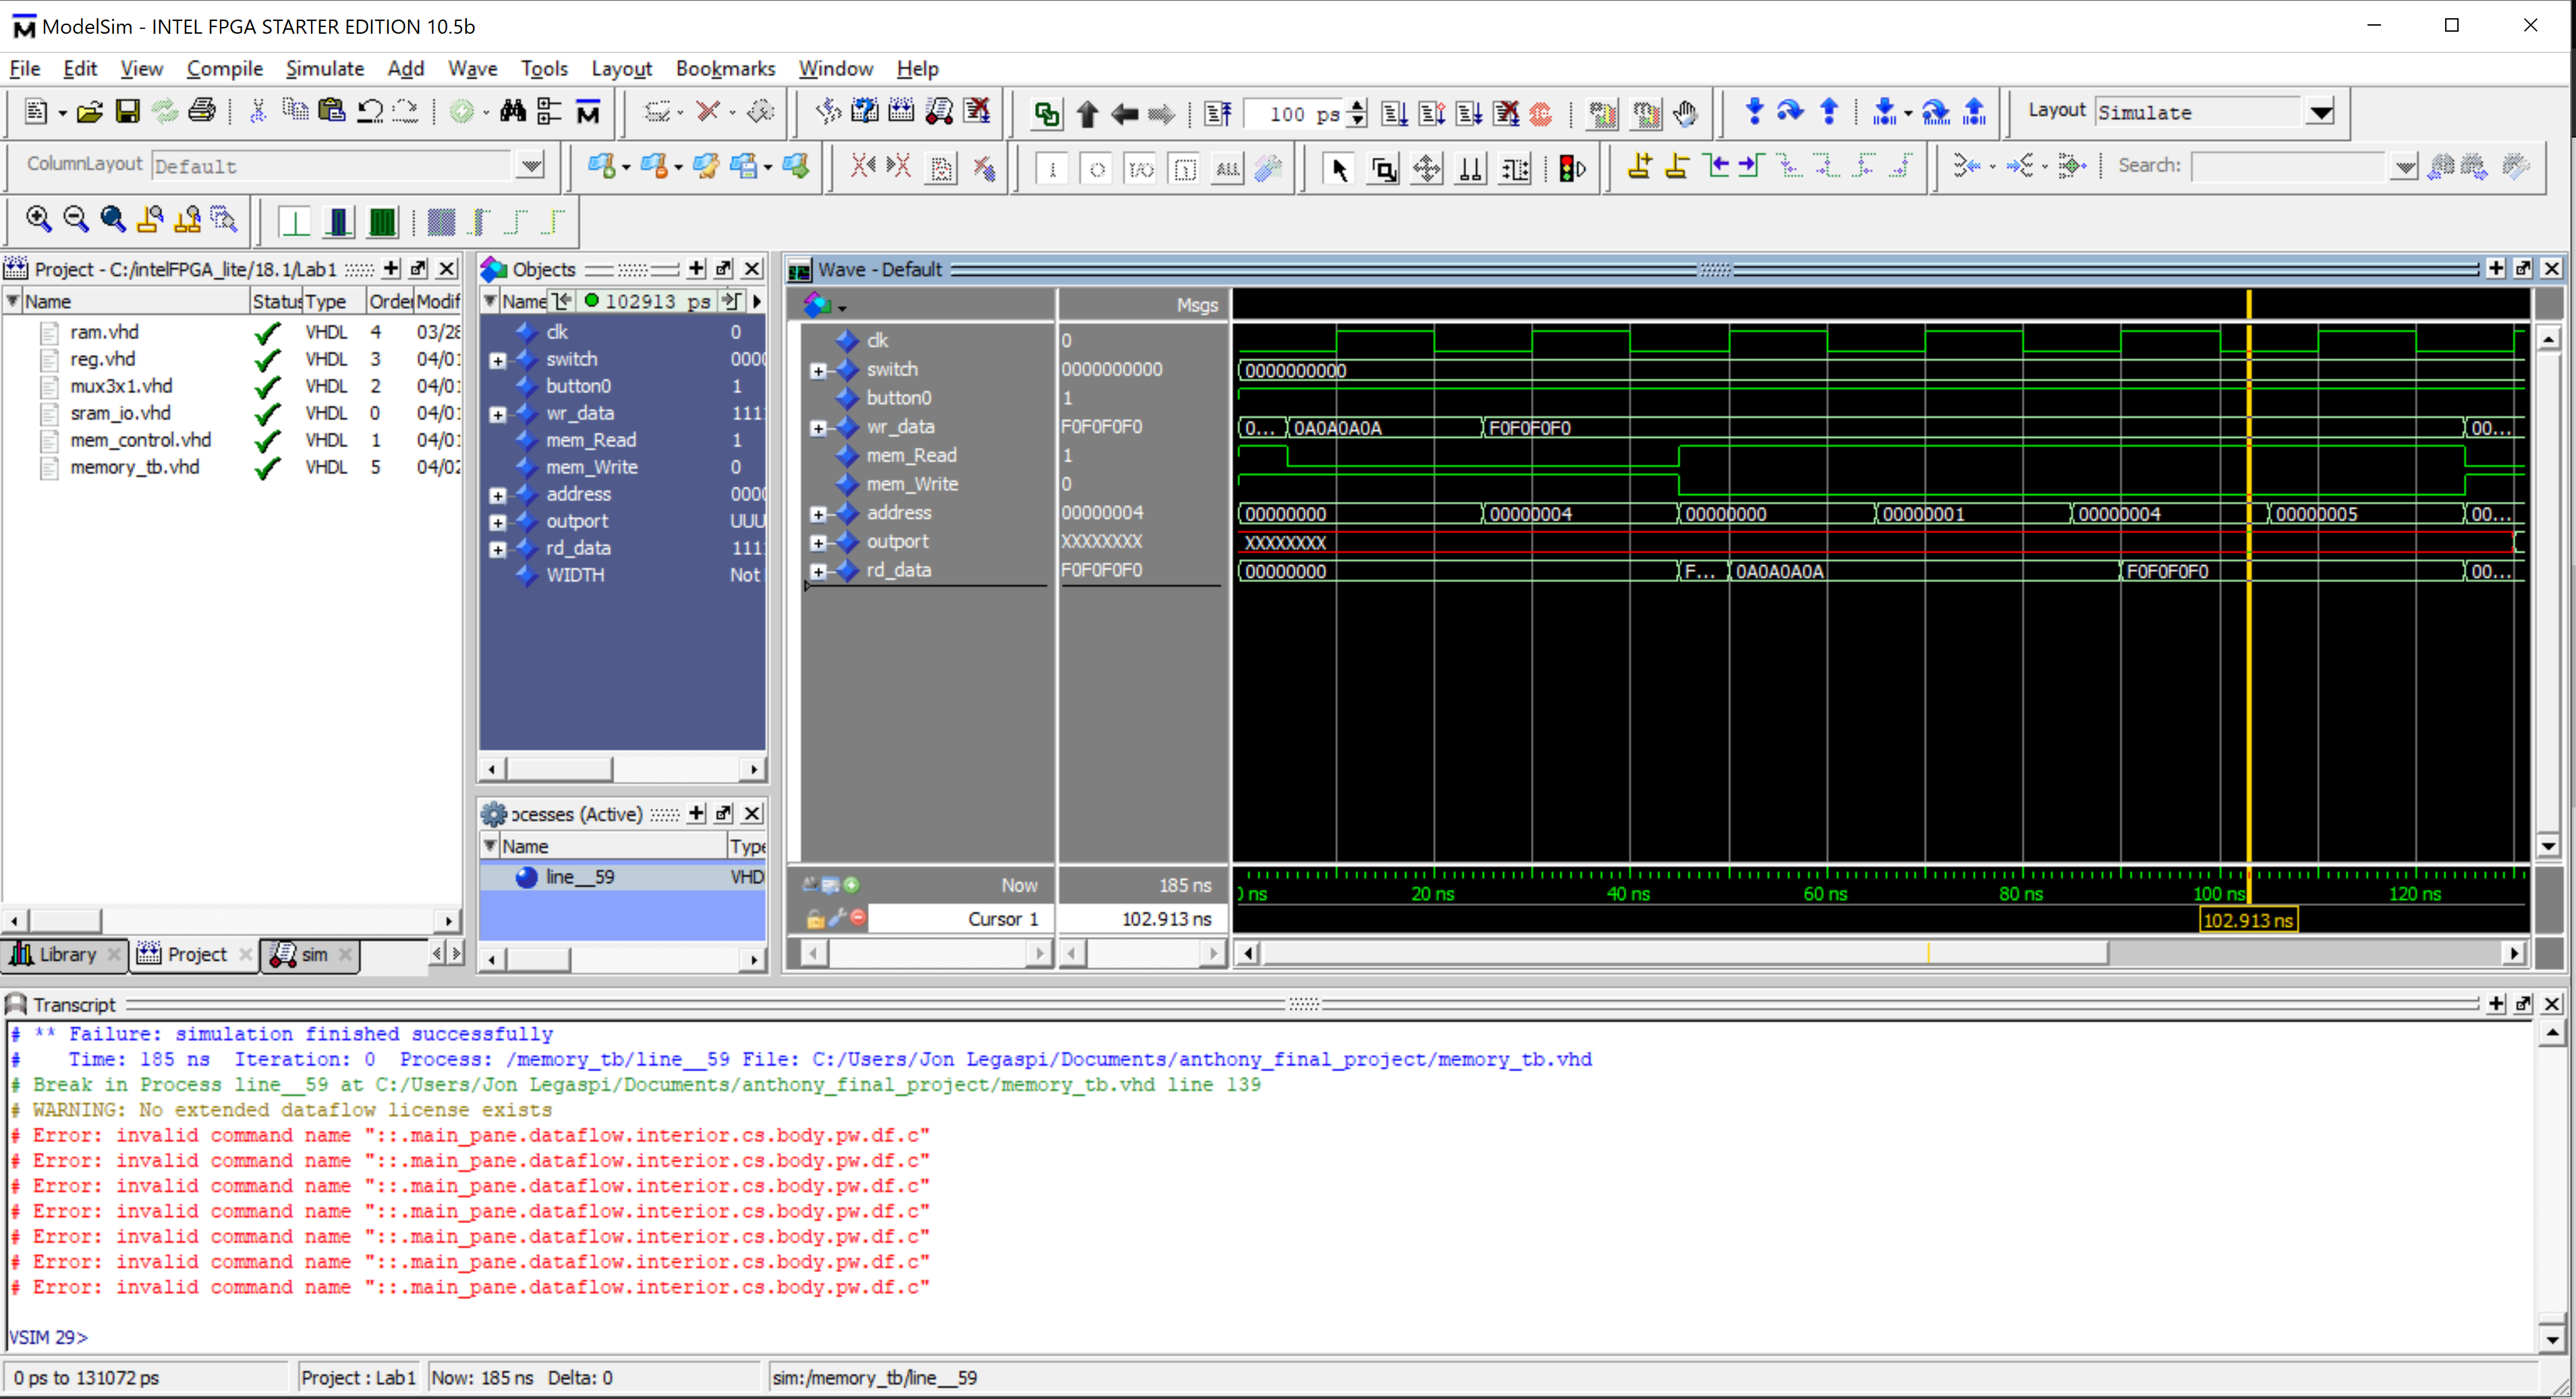 ModelSim - INTEL FPGA STARTER EDITION 10.5b
File Edit View Compile Simulate Add Wave Tools Layout Bookmarks Window Help
100 ps
Layout Simulate
ColumnLayout Default
ALL
Search:
Project - C:/intelFPGA_lite/18.1/Lab1
Name Status Type Order Modif
ram.vhd VHDL 4 03/28
reg.vhd VHDL 3 04/01
mux3x1.vhd VHDL 2 04/01
sram_io.vhd VHDL 0 04/01
mem_control.vhd VHDL 1 04/01
memory_tb.vhd VHDL 5 04/02
Library Project sim
Objects
Name 102913 ps
clk 0
switch 0000
button0 1
wr_data 1111
mem_Read 1
mem_Write 0
address 0000
outport UUU
rd_data 1111
WIDTH Not
ocesses (Active)
Name Type
line__59 VHD
Wave - Default
Msgs
clk 0
switch 0000000000 0000000000
button0 1
wr_data F0F0F0F0 0... 0A0A0A0A F0F0F0F0 00...
mem_Read 1
mem_Write 0
address 00000004 00000000 00000004 00000000 00000001 00000004 00000005 00...
outport XXXXXXXX XXXXXXXX
rd_data F0F0F0F0 00000000 F... 0A0A0A0A F0F0F0F0 00...
Now 185 ns ns 20 ns 40 ns 60 ns 80 ns 100 ns 120 ns
Cursor 1 102.913 ns 102.913 ns
Transcript
# ** Failure: simulation finished successfully
#    Time: 185 ns  Iteration: 0  Process: /memory_tb/line__59 File: C:/Users/Jon Legaspi/Documents/anthony_final_project/memory_tb.vhd
# Break in Process line__59 at C:/Users/Jon Legaspi/Documents/anthony_final_project/memory_tb.vhd line 139
# WARNING: No extended dataflow license exists
# Error: invalid command name "::.main_pane.dataflow.interior.cs.body.pw.df.c"
# Error: invalid command name "::.main_pane.dataflow.interior.cs.body.pw.df.c"
# Error: invalid command name "::.main_pane.dataflow.interior.cs.body.pw.df.c"
# Error: invalid command name "::.main_pane.dataflow.interior.cs.body.pw.df.c"
# Error: invalid command name "::.main_pane.dataflow.interior.cs.body.pw.df.c"
# Error: invalid command name "::.main_pane.dataflow.interior.cs.body.pw.df.c"
# Error: invalid command name "::.main_pane.dataflow.interior.cs.body.pw.df.c"
VSIM 29>
0 ps to 131072 ps Project : Lab1 Now: 185 ns  Delta: 0 sim:/memory_tb/line__59